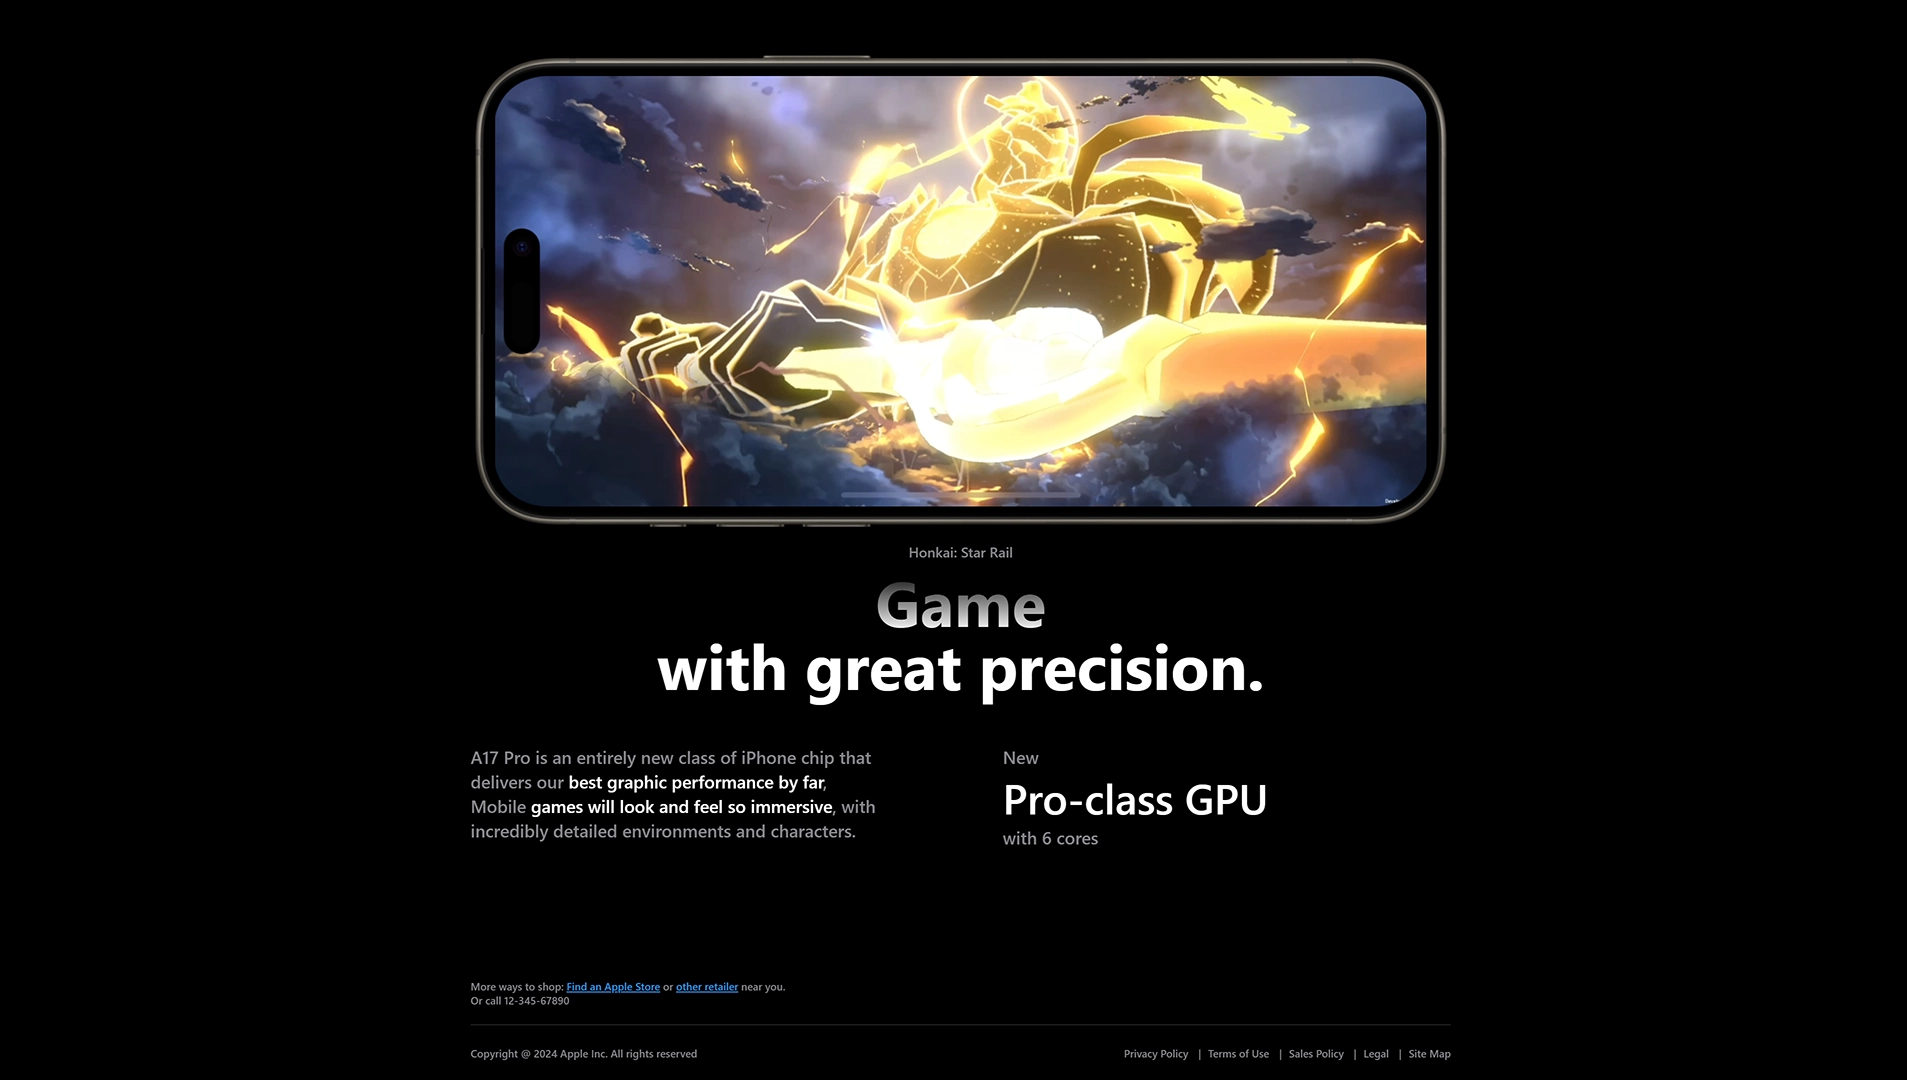 Honkai: Star Rail
Game
with great precision.
A17 Pro is an entirely new class of iPhone chip that
delivers our best graphic performance by far,
Mobile games will look and feel so immersive, with
incredibly detailed environments and characters.
New
Pro-class GPU
with 6 cores
More ways to shop: Find an Apple Store or other retailer near you.
Or call 12-345-67890
Copyright @ 2024 Apple Inc. All rights reserved
Privacy Policy | Terms of Use | Sales Policy | Legal | Site Map